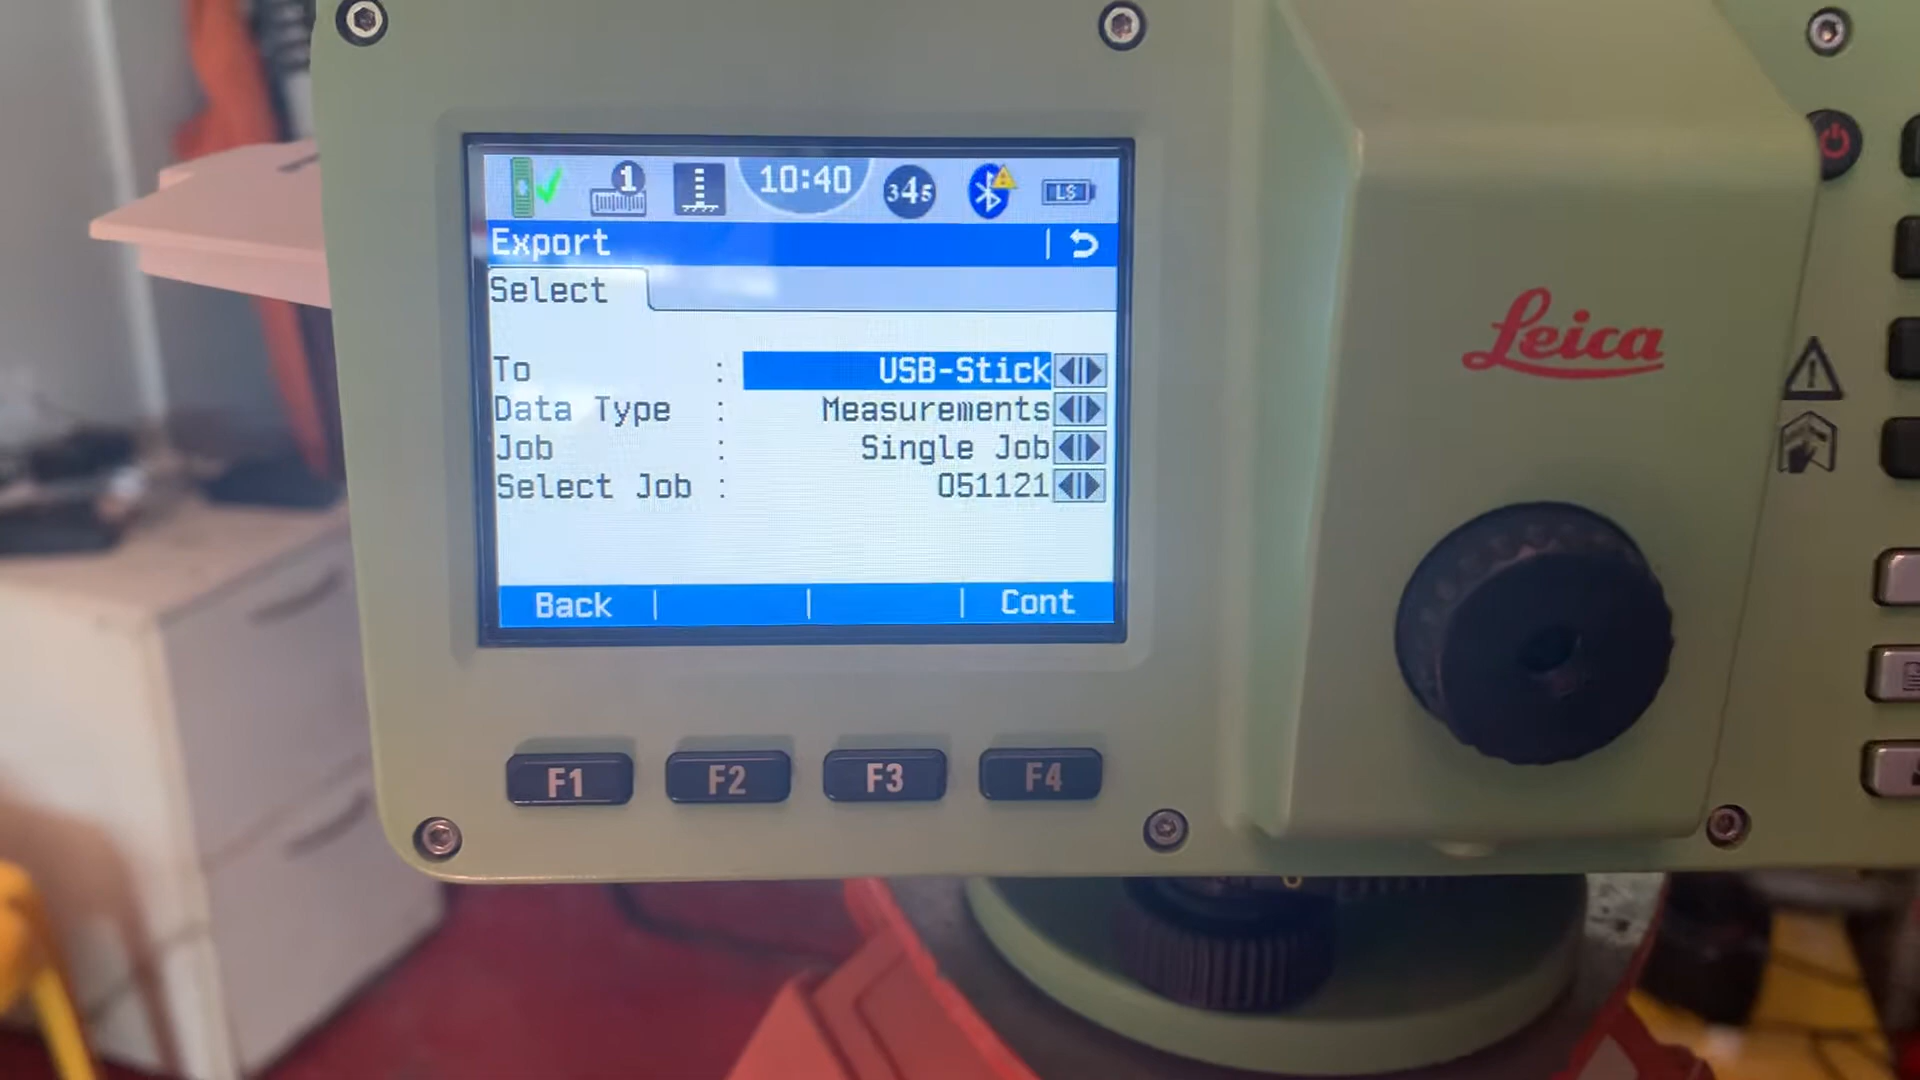 1
10:40
345
LS
Export
Select
To : USB-Stick
Data Type : Measurements
Job : Single Job
Select Job : 051121
Back | | | Cont
Leica
F1 F2 F3 F4